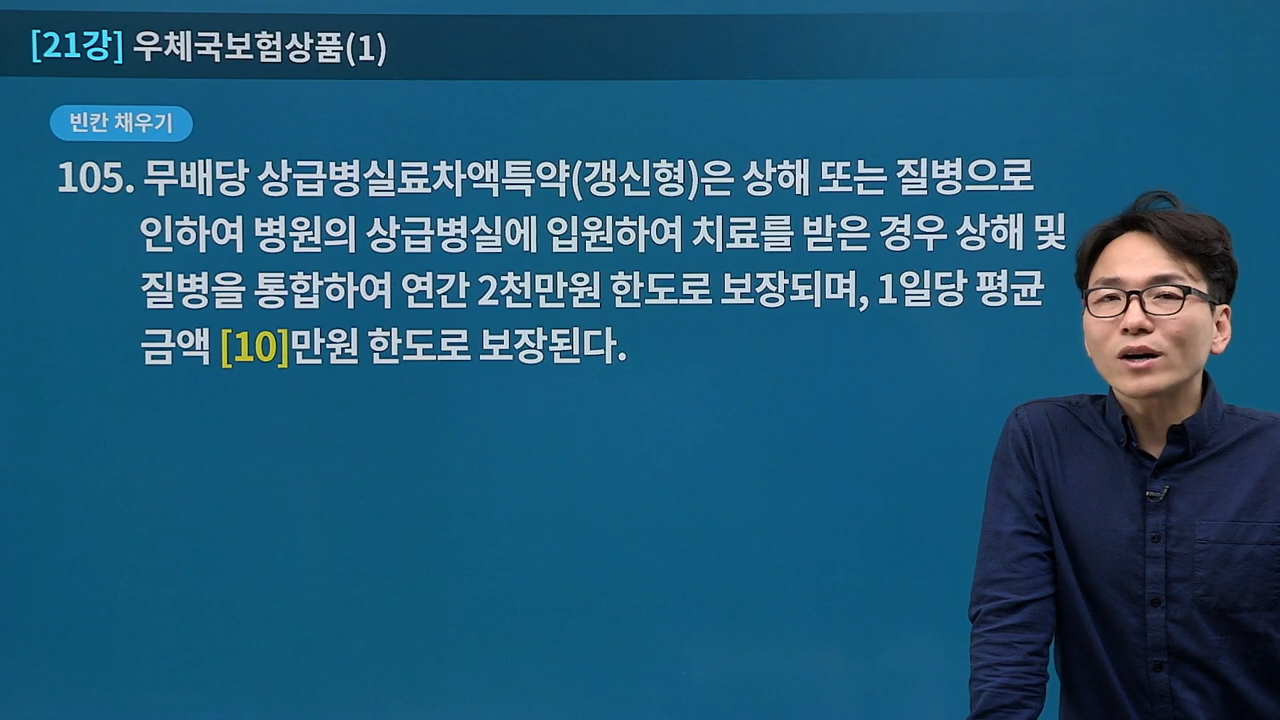 [21강] 우체국보험상품(1)
빈칸 채우기
105. 무배당 상급병실료차액특약(갱신형)은 상해 또는 질병으로
인하여 병원의 상급병실에 입원하여 치료를 받은 경우 상해 및
질병을 통합하여 연간 2천만원 한도로 보장되며, 1일당 평균
금액 [10]만원 한도로 보장된다.